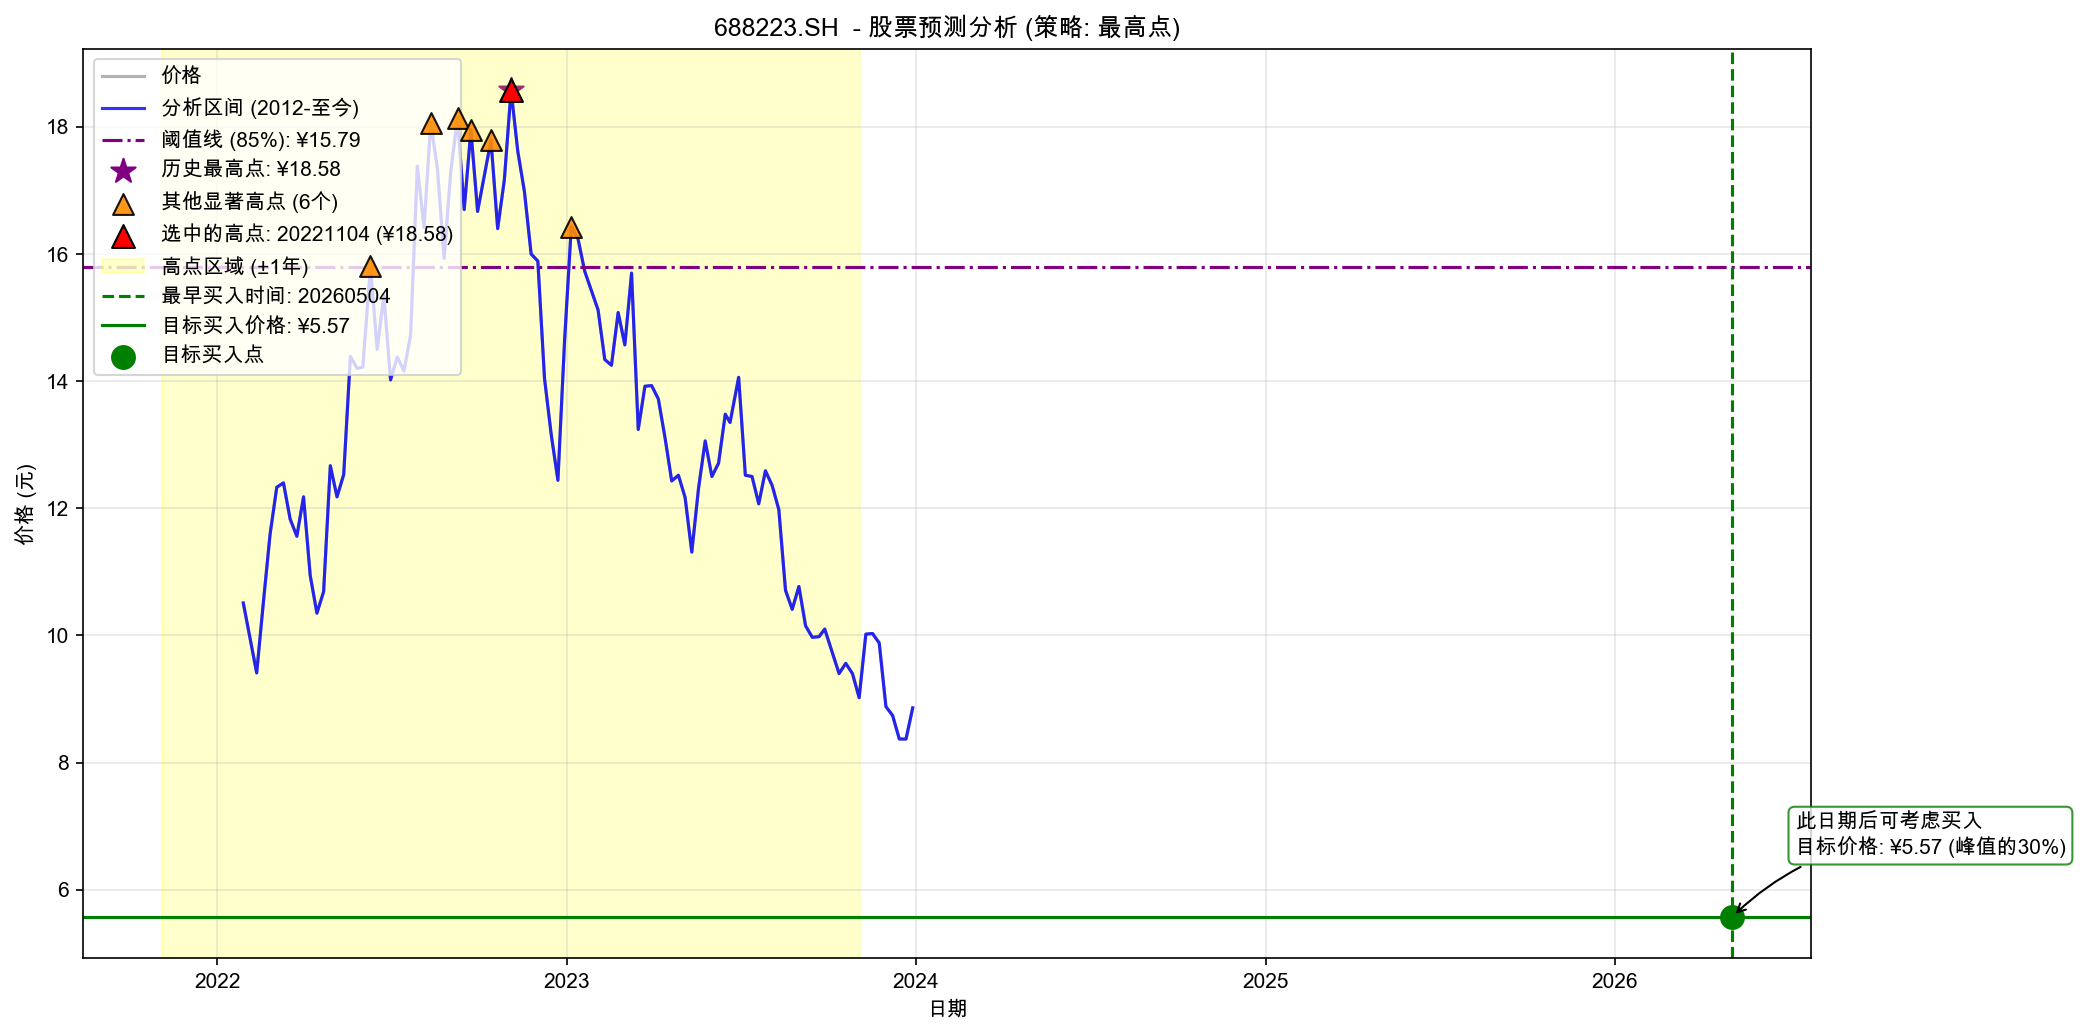 688223.SH - 股票预测分析 (策略: 最高点)
价格
分析区间 (2012-至今)
阈值线 (85%): ¥15.79
历史最高点: ¥18.58
其他显著高点 (6个)
选中的高点: 20221104 (¥18.58)
高点区域 (±1年)
最早买入时间: 20260504
目标买入价格: ¥5.57
目标买入点
18
16
14
12
10
8
6
价格 (元)
此日期后可考虑买入
目标价格: ¥5.57 (峰值的30%)
2022
2023
2024
2025
2026
日期